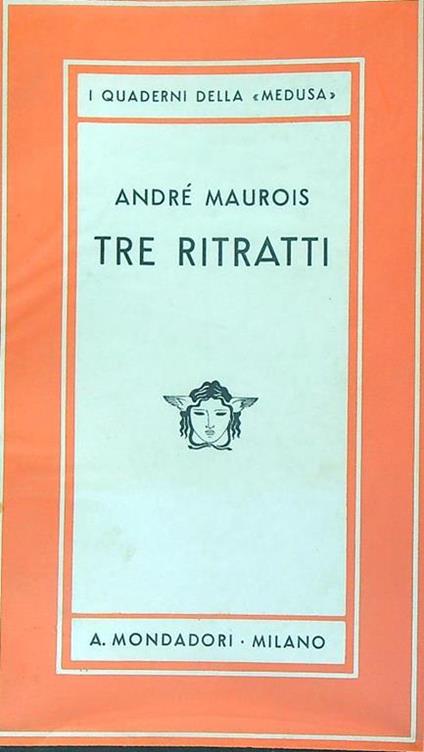 I QUADERNI DELLA «MEDUSA»
ANDRÉ MAUROIS
TRE RITRATTI
A. MONDADORI · MILANO